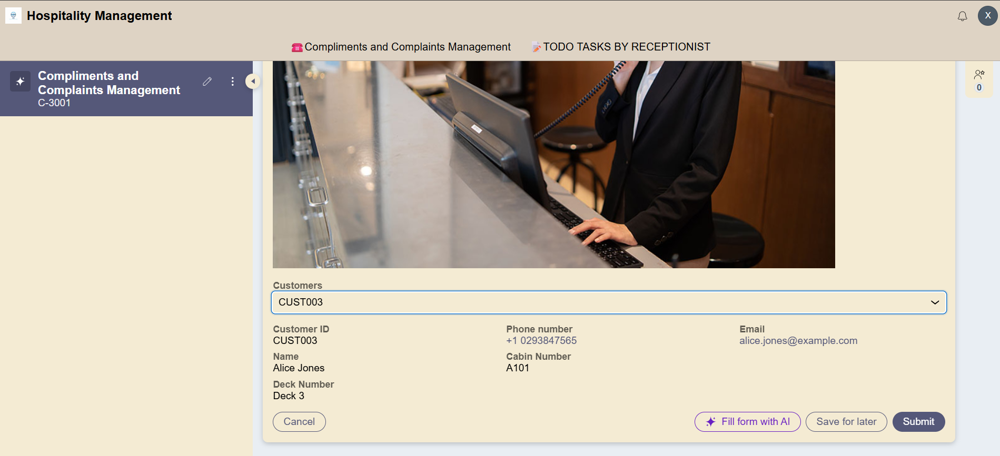 Hospitality Management
X
Compliments and Complaints Management
TODO TASKS BY RECEPTIONIST
Compliments and
Complaints Management
C-3001
0
Customers
CUST003
Customer ID
CUST003
Phone number
+1 0293847565
Email
alice.jones@example.com
Name
Alice Jones
Cabin Number
A101
Deck Number
Deck 3
Cancel
Fill form with AI
Save for later
Submit